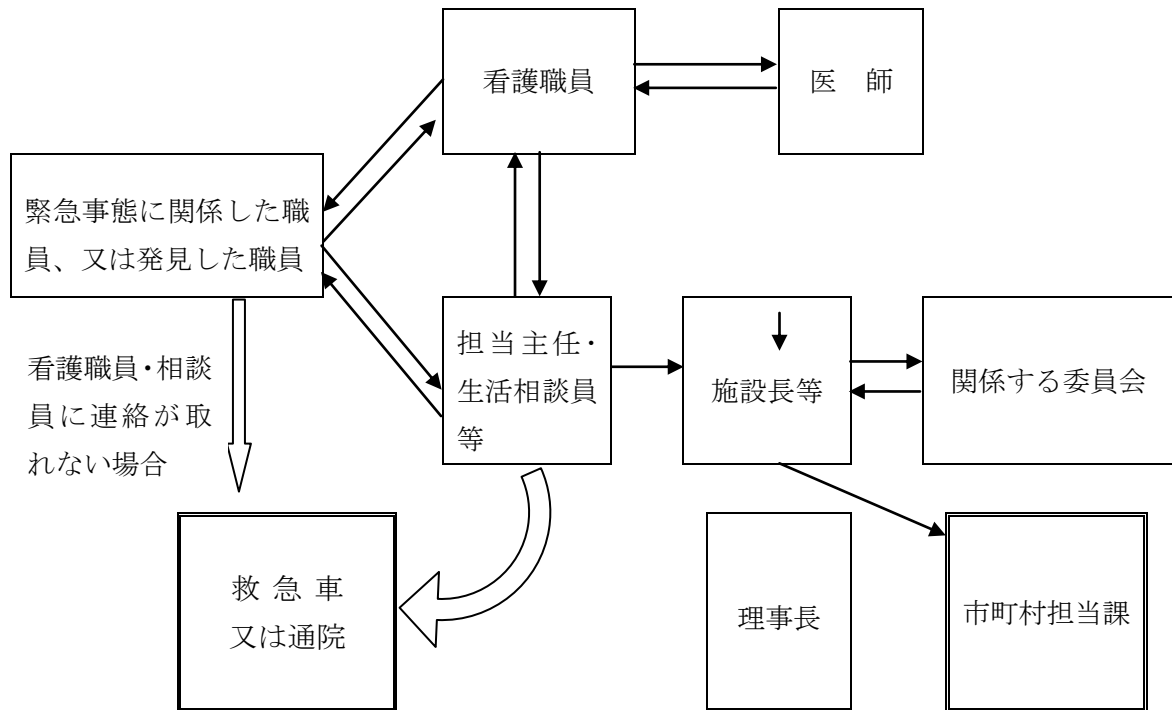 看護職員
医　師
緊急事態に関係した職
員、又は発見した職員
担当主任・
生活相談員
等
施設長等
関係する委員会
看護職員・相談
員に連絡が取
れない場合
救急車
又は通院
理事長
市町村担当課